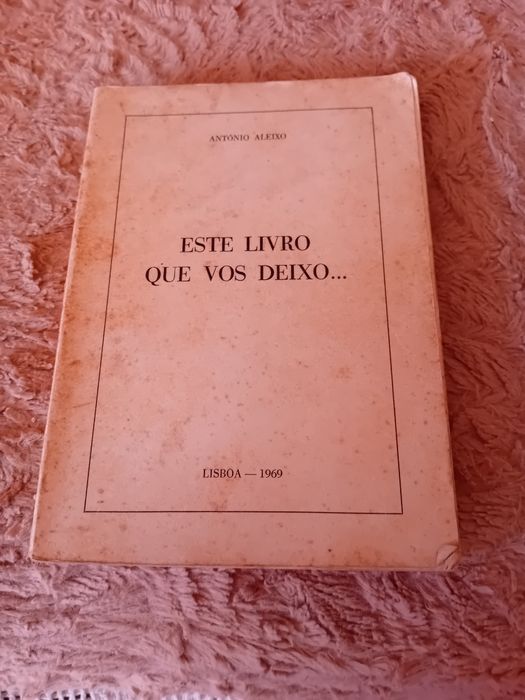 ANTÓNIO ALEIXO
ESTE LIVRO
QUE VOS DEIXO...
LISBOA — 1969